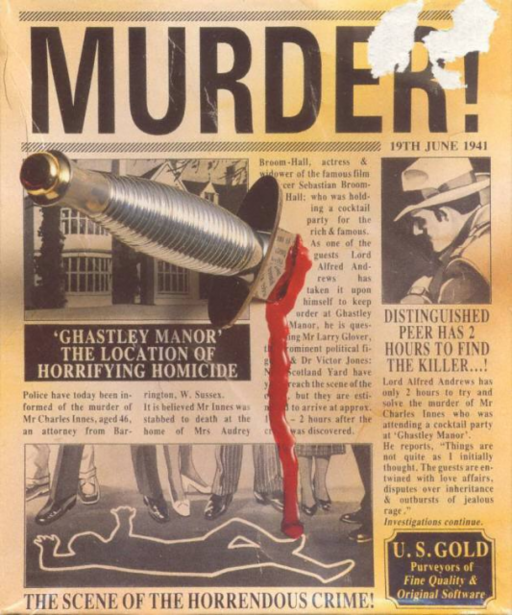 MURDER!
19TH JUNE 1941
'GHASTLEY MANOR'
THE LOCATION OF
HORRIFYING HOMICIDE
Police have today been in-
formed of the murder of
Mr Charles Innes, aged 46,
an attorney from Bar-
rington, W. Sussex.
It is believed Mr Innes was
stabbed to death at the
home of Mrs Audrey
Broom-Hall, actress &
widower of the famous film
cer Sebastian Broom-
Hall; who was hold-
ing a cocktail
party for the
rich & famous.
As one of the
guests Lord
Alfred And-
rews has
taken it upon
himself to keep
order at Ghastley
Manor, he is ques-
ing Mr Larry Glover,
ominent political fi-
& Dr Victor Jones:
Scotland Yard have
reach the scene of the
, but they are esti-
to arrive at approx.
– 2 hours after the
was discovered.
DISTINGUISHED
PEER HAS 2
HOURS TO FIND
THE KILLER...!
Lord Alfred Andrews has
only 2 hours to try and
solve the murder of Mr
Charles Innes who was
attending a cocktail party
at 'Ghastley Manor'.
He reports, "Things are
not quite as I initially
thought. The guests are en-
twined with love affairs,
disputes over inheritance
& outbursts of jealous
rage."
Investigations continue.
THE SCENE OF THE HORRENDOUS CRIME!
U.S.GOLD
Purveyors of
Fine Quality &
Original Software